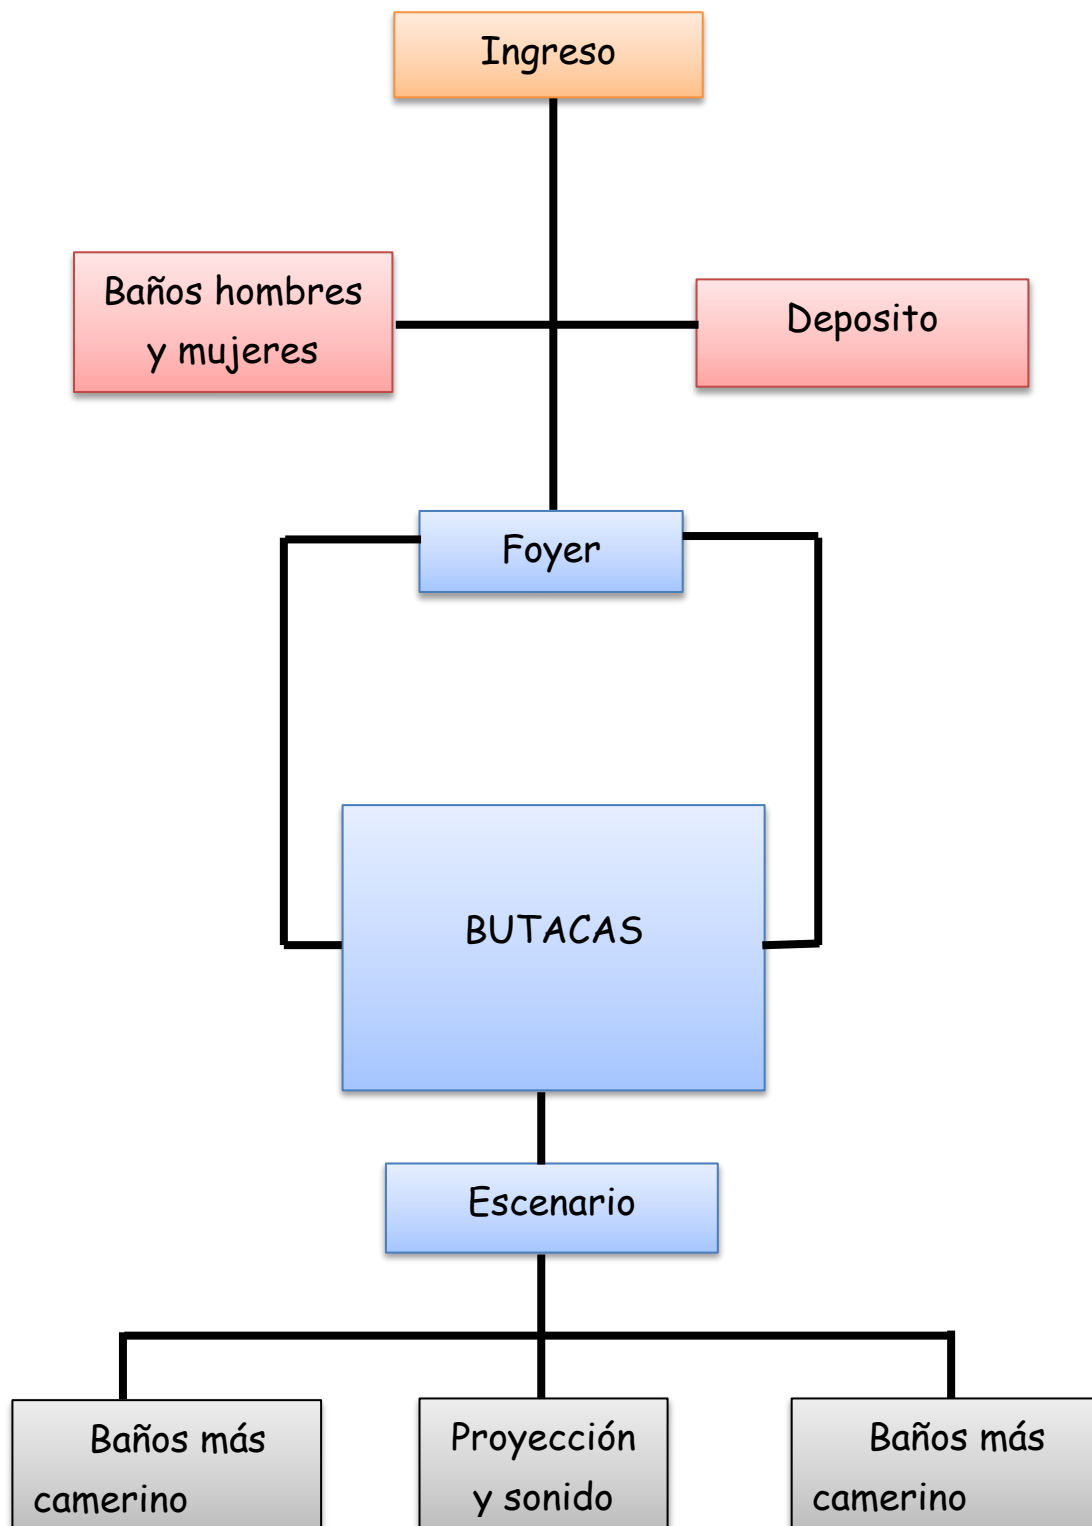 Ingreso
Baños hombres
y mujeres
Deposito
Foyer
BUTACAS
Escenario
Baños más
camerino
Proyección
y sonido
Baños más
camerino